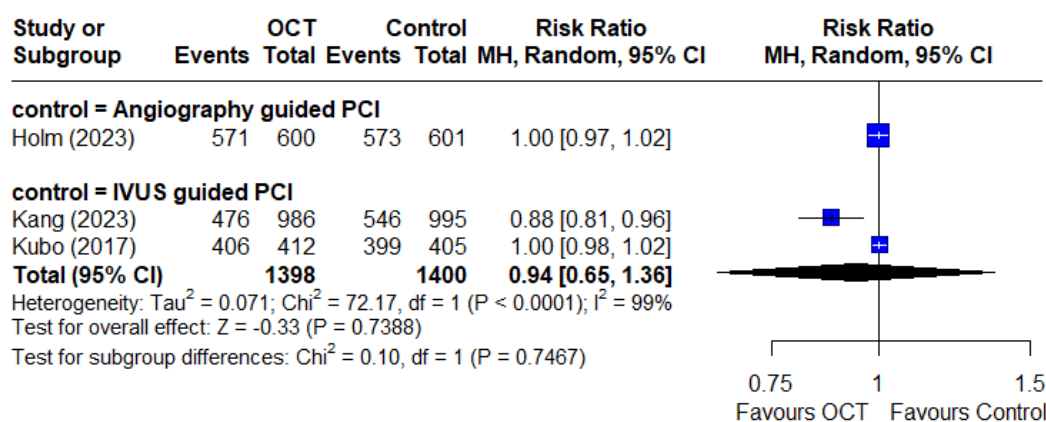 Study or OCT Control Risk Ratio Risk Ratio
Subgroup Events Total Events Total MH, Random, 95% CI MH, Random, 95% CI
control = Angiography guided PCI
Holm (2023) 571 600 573 601 1.00 [0.97, 1.02]
control = IVUS guided PCI
Kang (2023) 476 986 546 995 0.88 [0.81, 0.96]
Kubo (2017) 406 412 399 405 1.00 [0.98, 1.02]
Total (95% CI) 1398 1400 0.94 [0.65, 1.36]
Heterogeneity: Tau² = 0.071; Chi² = 72.17, df = 1 (P < 0.0001); I² = 99%
Test for overall effect: Z = -0.33 (P = 0.7388)
Test for subgroup differences: Chi² = 0.10, df = 1 (P = 0.7467)
0.75 1 1.5
Favours OCT Favours Control